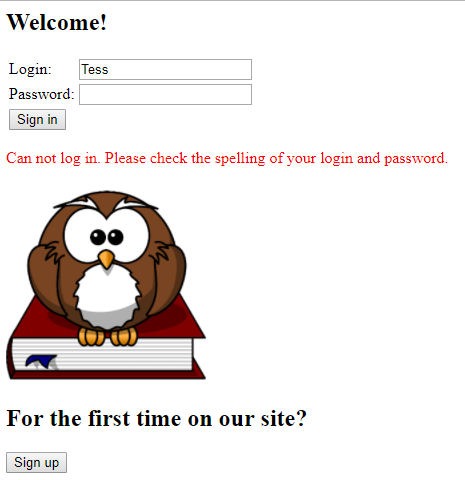 Welcome!
Login: Tess
Password:
Sign in
Can not log in. Please check the spelling of your login and password.
For the first time on our site?
Sign up